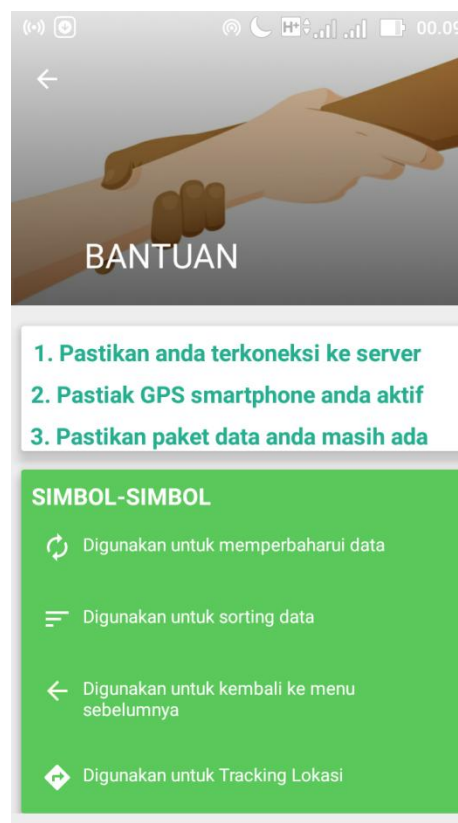 H+ 00.09
BANTUAN
1. Pastikan anda terkoneksi ke server
2. Pastiak GPS smartphone anda aktif
3. Pastikan paket data anda masih ada
SIMBOL-SIMBOL
Digunakan untuk memperbaharui data
Digunakan untuk sorting data
Digunakan untuk kembali ke menu
sebelumnya
Digunakan untuk Tracking Lokasi